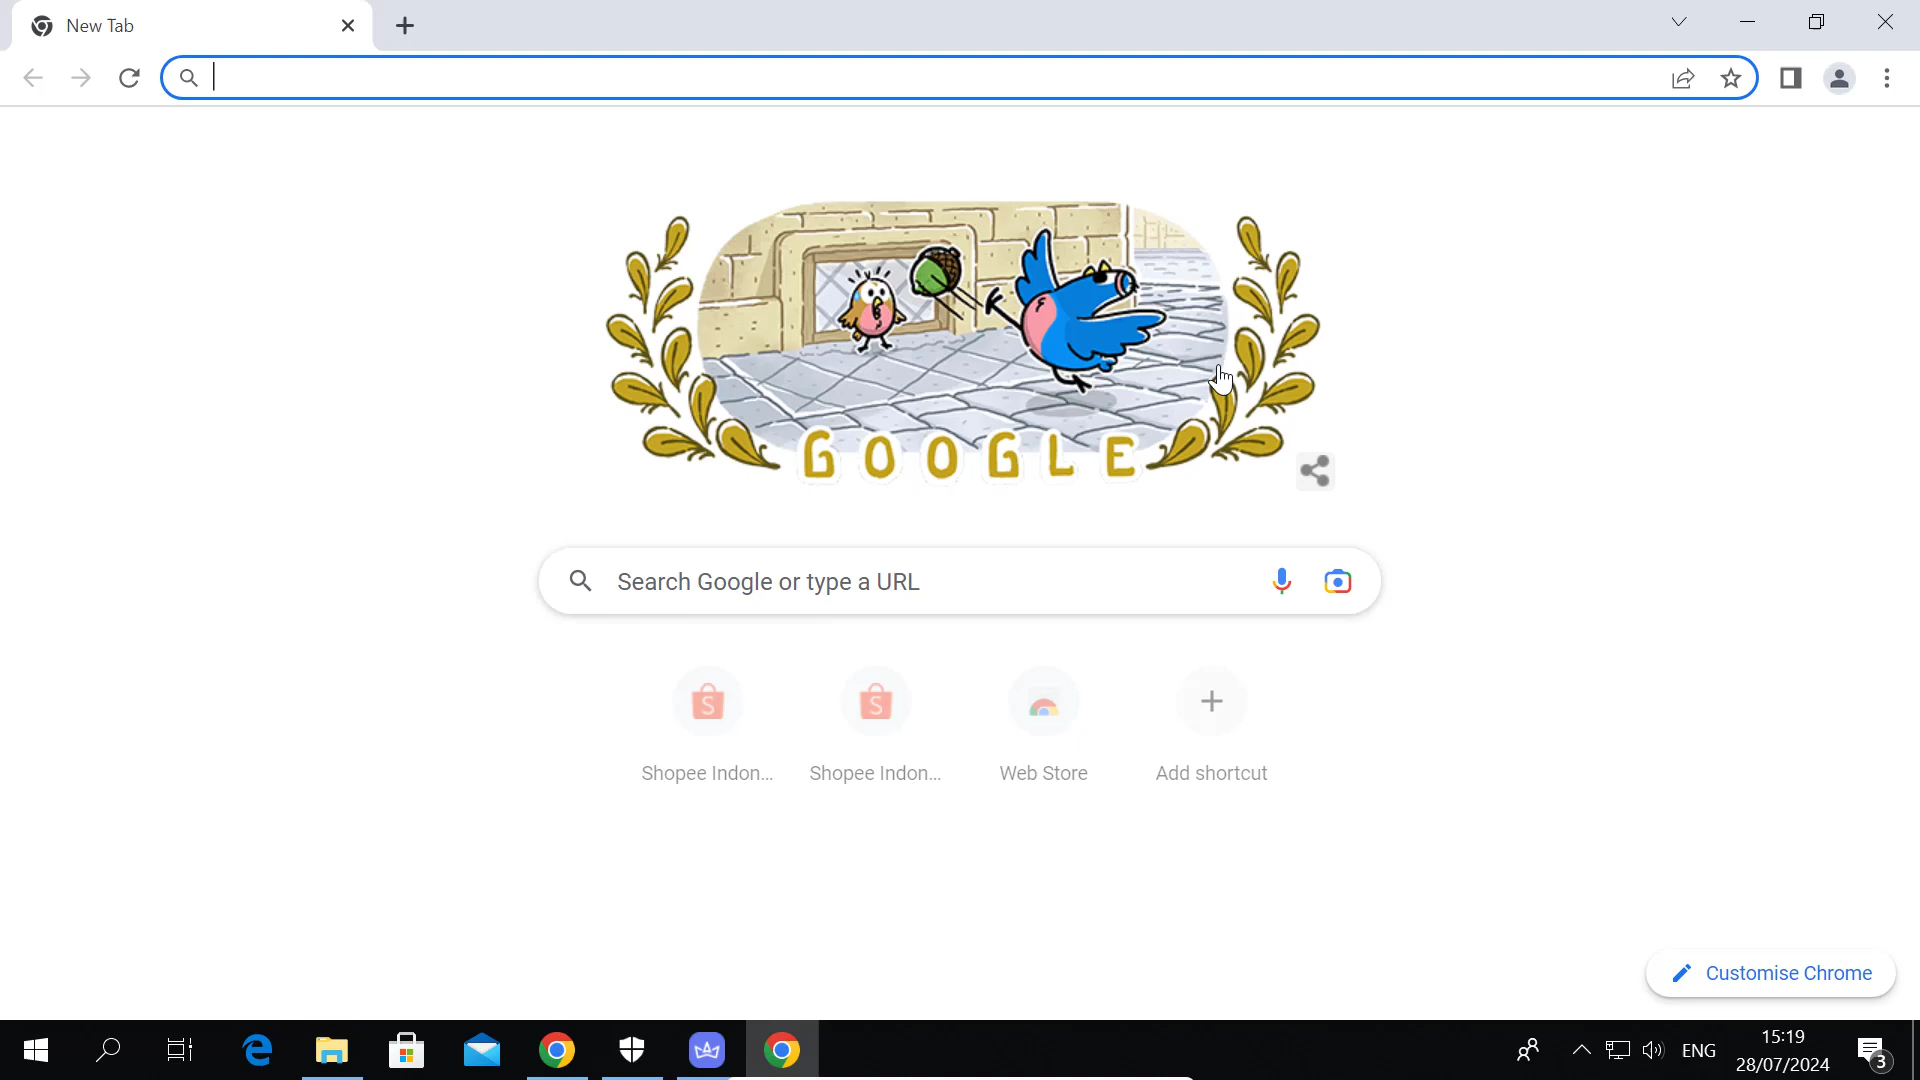 New Tab
GOOGLE
Search Google or type a URL
Shopee Indon...
Shopee Indon...
Web Store
Add shortcut
Customise Chrome
ENG
15:19
28/07/2024
3